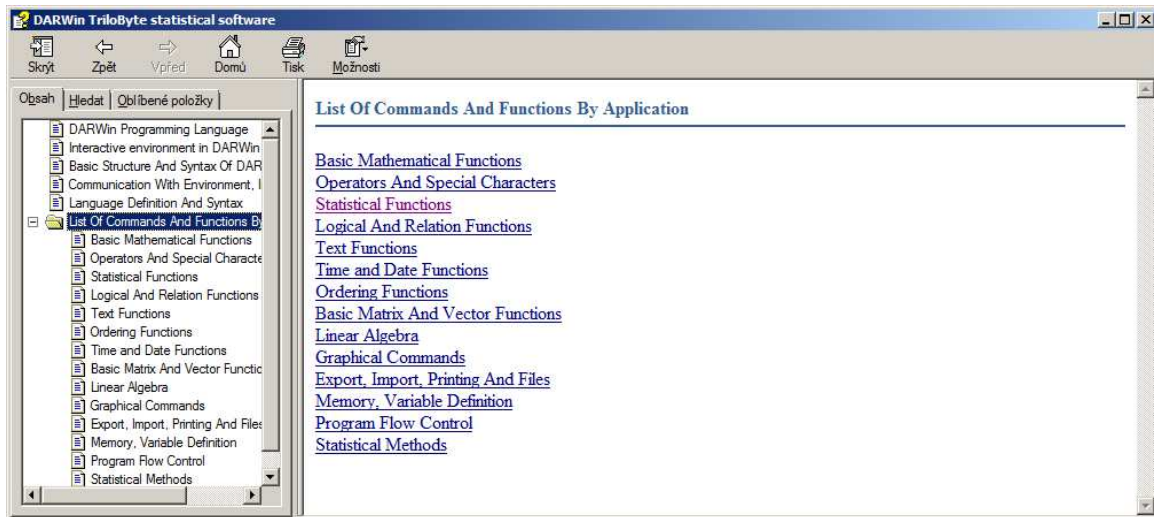 DARWin TriloByte statistical software
Skrýt Zpět Vpřed Domů Tisk Možnosti
Obsah Hledat Oblíbené položky
DARWin Programming Language
Interactive environment in DARWin
Basic Structure And Syntax Of DAR
Communication With Environment, I
Language Definition And Syntax
List Of Commands And Functions By
Basic Mathematical Functions
Operators And Special Characte
Statistical Functions
Logical And Relation Functions
Text Functions
Ordering Functions
Time and Date Functions
Basic Matrix And Vector Functic
Linear Algebra
Graphical Commands
Export, Import, Printing And Files
Memory, Variable Definition
Program Flow Control
Statistical Methods
List Of Commands And Functions By Application
Basic Mathematical Functions
Operators And Special Characters
Statistical Functions
Logical And Relation Functions
Text Functions
Time and Date Functions
Ordering Functions
Basic Matrix And Vector Functions
Linear Algebra
Graphical Commands
Export, Import, Printing And Files
Memory, Variable Definition
Program Flow Control
Statistical Methods